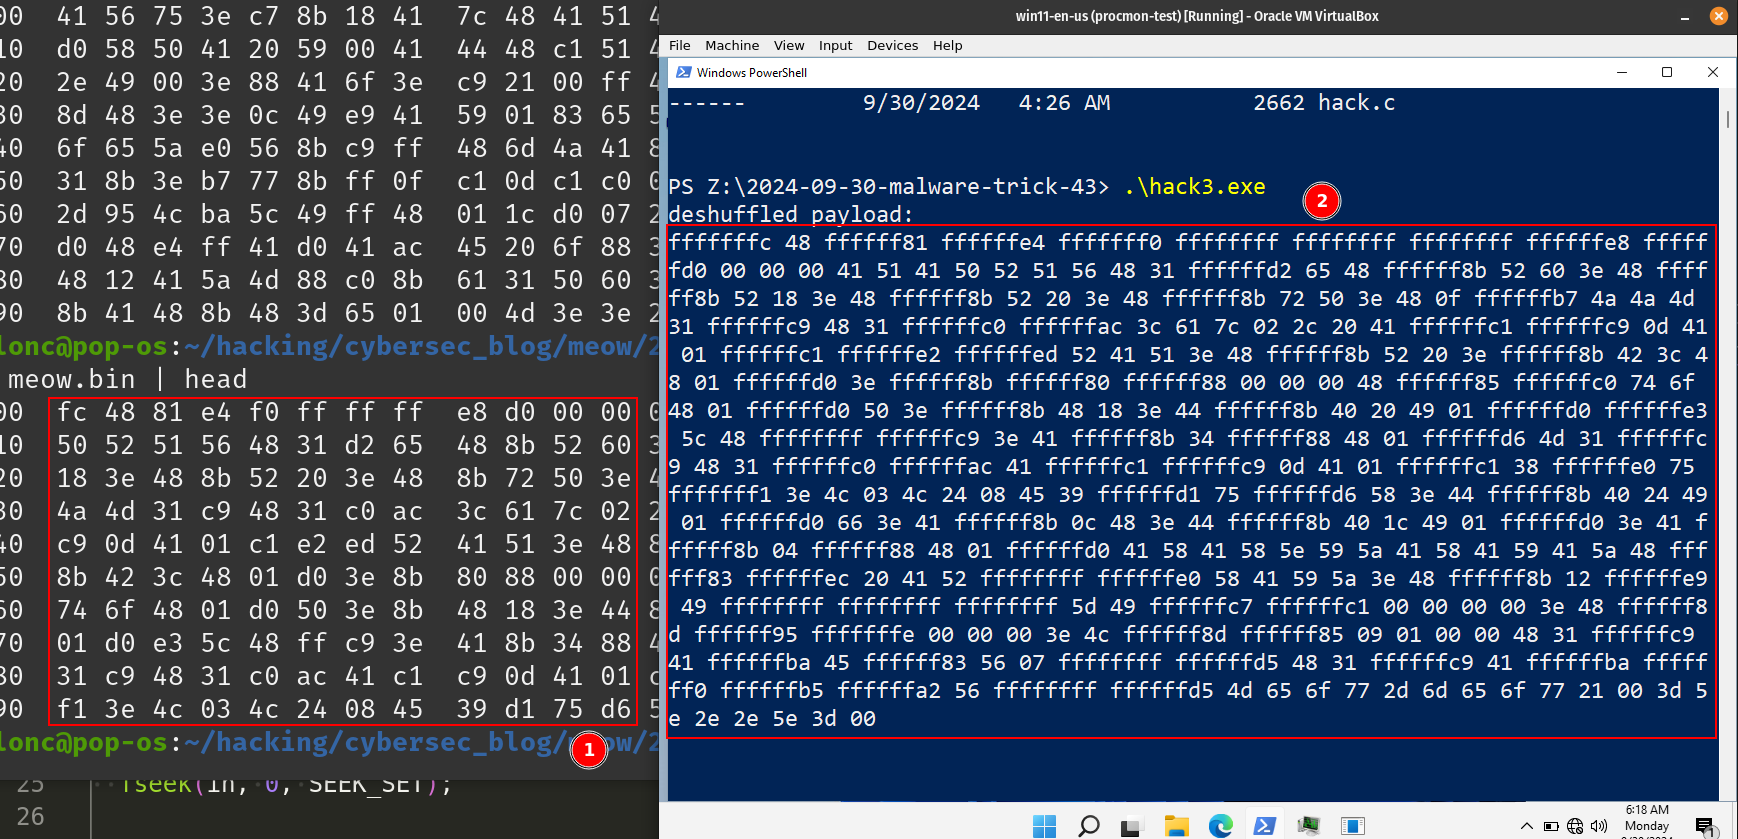 00 41 56 75 3e c7 8b 18 41 7c 48 41 51 4
10 d0 58 50 41 20 59 00 41 44 48 c1 51 4
20 2e 49 00 3e 88 41 6f 3e c9 21 00 ff 4
30 8d 48 3e 3e 0c 49 e9 41 59 01 83 65 5
40 6f 65 5a e0 56 8b c9 ff 48 6d 4a 41 8
50 31 8b 3e b7 77 8b ff 0f c1 0d c1 c0 0
60 2d 95 4c ba 5c 49 ff 48 01 1c d0 07 2
70 d0 48 e4 ff 41 d0 41 ac 45 20 6f 88 3
80 48 12 41 5a 4d 88 c0 8b 61 31 50 60 3
90 8b 41 48 8b 48 3d 65 01 00 4d 3e 3e 2
lonc@pop-os:~/hacking/cybersec_blog/meow/2
meow.bin | head
00 fc 48 81 e4 f0 ff ff ff e8 d0 00 00 0
10 50 52 51 56 48 31 d2 65 48 8b 52 60 3
20 18 3e 48 8b 52 20 3e 48 8b 72 50 3e 4
30 4a 4d 31 c9 48 31 c0 ac 3c 61 7c 02 2
40 c9 0d 41 01 c1 e2 ed 52 41 51 3e 48 8
50 8b 42 3c 48 01 d0 3e 8b 80 88 00 00 0
60 74 6f 48 01 d0 50 3e 8b 48 18 3e 44 8
70 01 d0 e3 5c 48 ff c9 3e 41 8b 34 88 4
80 31 c9 48 31 c0 ac 41 c1 c9 0d 41 01 c
90 f1 3e 4c 03 4c 24 08 45 39 d1 75 d6 5
lonc@pop-os:~/hacking/cybersec_blog/ ow/2
1
25 fseek(in, 0, SEEK_SET);
26
win11-en-us (procmon-test) [Running] - Oracle VM VirtualBox
File Machine View Input Devices Help
Windows PowerShell
------ 9/30/2024 4:26 AM 2662 hack.c
PS Z:\2024-09-30-malware-trick-43> .\hack3.exe
2
deshuffled payload:
fffffffc 48 ffffff81 ffffffe4 fffffff0 ffffffff ffffffff ffffffff ffffffe8 fffff
fd0 00 00 00 41 51 41 50 52 51 56 48 31 ffffffd2 65 48 ffffff8b 52 60 3e 48 ffff
ff8b 52 18 3e 48 ffffff8b 52 20 3e 48 ffffff8b 72 50 3e 48 0f ffffffb7 4a 4a 4d
31 ffffffc9 48 31 ffffffc0 ffffffac 3c 61 7c 02 2c 20 41 ffffffc1 ffffffc9 0d 41
01 ffffffc1 ffffffe2 ffffffed 52 41 51 3e 48 ffffff8b 52 20 3e ffffff8b 42 3c 4
8 01 ffffffd0 3e ffffff8b ffffff80 ffffff88 00 00 00 48 ffffff85 ffffffc0 74 6f
48 01 ffffffd0 50 3e ffffff8b 48 18 3e 44 ffffff8b 40 20 49 01 ffffffd0 ffffffe3
5c 48 ffffffff ffffffc9 3e 41 ffffff8b 34 ffffff88 48 01 ffffffd6 4d 31 ffffffc
9 48 31 ffffffc0 ffffffac 41 ffffffc1 ffffffc9 0d 41 01 ffffffc1 38 ffffffe0 75
fffffff1 3e 4c 03 4c 24 08 45 39 ffffffd1 75 ffffffd6 58 3e 44 ffffff8b 40 24 49
01 ffffffd0 66 3e 41 ffffff8b 0c 48 3e 44 ffffff8b 40 1c 49 01 ffffffd0 3e 41 f
fffff8b 04 ffffff88 48 01 ffffffd0 41 58 41 58 5e 59 5a 41 58 41 59 41 5a 48 fff
fff83 ffffffec 20 41 52 ffffffff ffffffe0 58 41 59 5a 3e 48 ffffff8b 12 ffffffe9
49 ffffffff ffffffff ffffffff 5d 49 ffffffc7 ffffffc1 00 00 00 00 3e 48 ffffff8
d ffffff95 fffffffe 00 00 00 3e 4c ffffff8d ffffff85 09 01 00 00 48 31 ffffffc9
41 ffffffba 45 ffffff83 56 07 ffffffff ffffffd5 48 31 ffffffc9 41 ffffffba fffff
ff0 ffffffb5 ffffffa2 56 ffffffff ffffffd5 4d 65 6f 77 2d 6d 65 6f 77 21 00 3d 5
e 2e 2e 5e 3d 00
6:18 AM
Monday